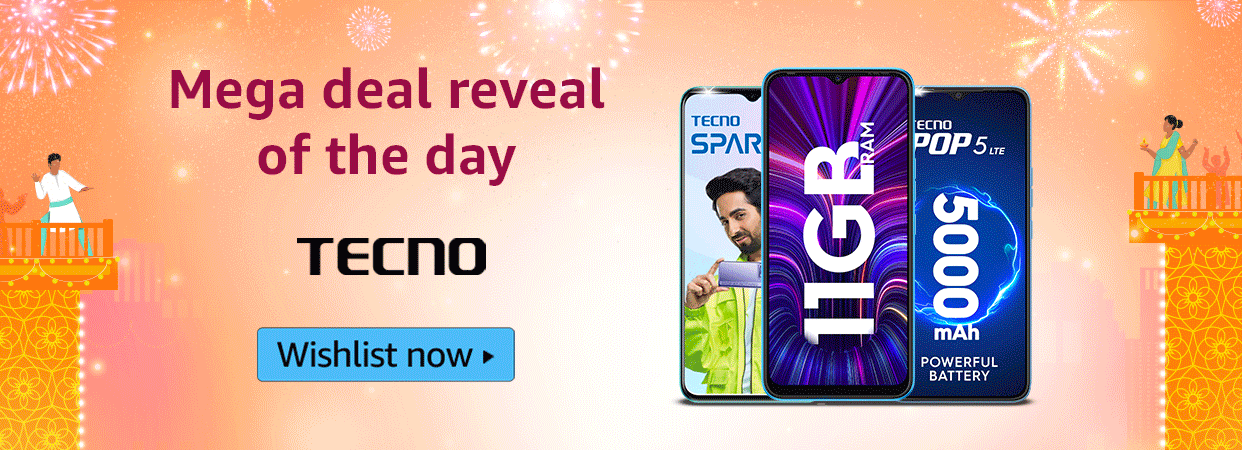 Mega deal reveal
of the day
TECNO
Wishlist now
TECNO
SPAR
11GB
RAM
TECNO
POP 5 LTE
5000
mAh
POWERFUL
BATTERY